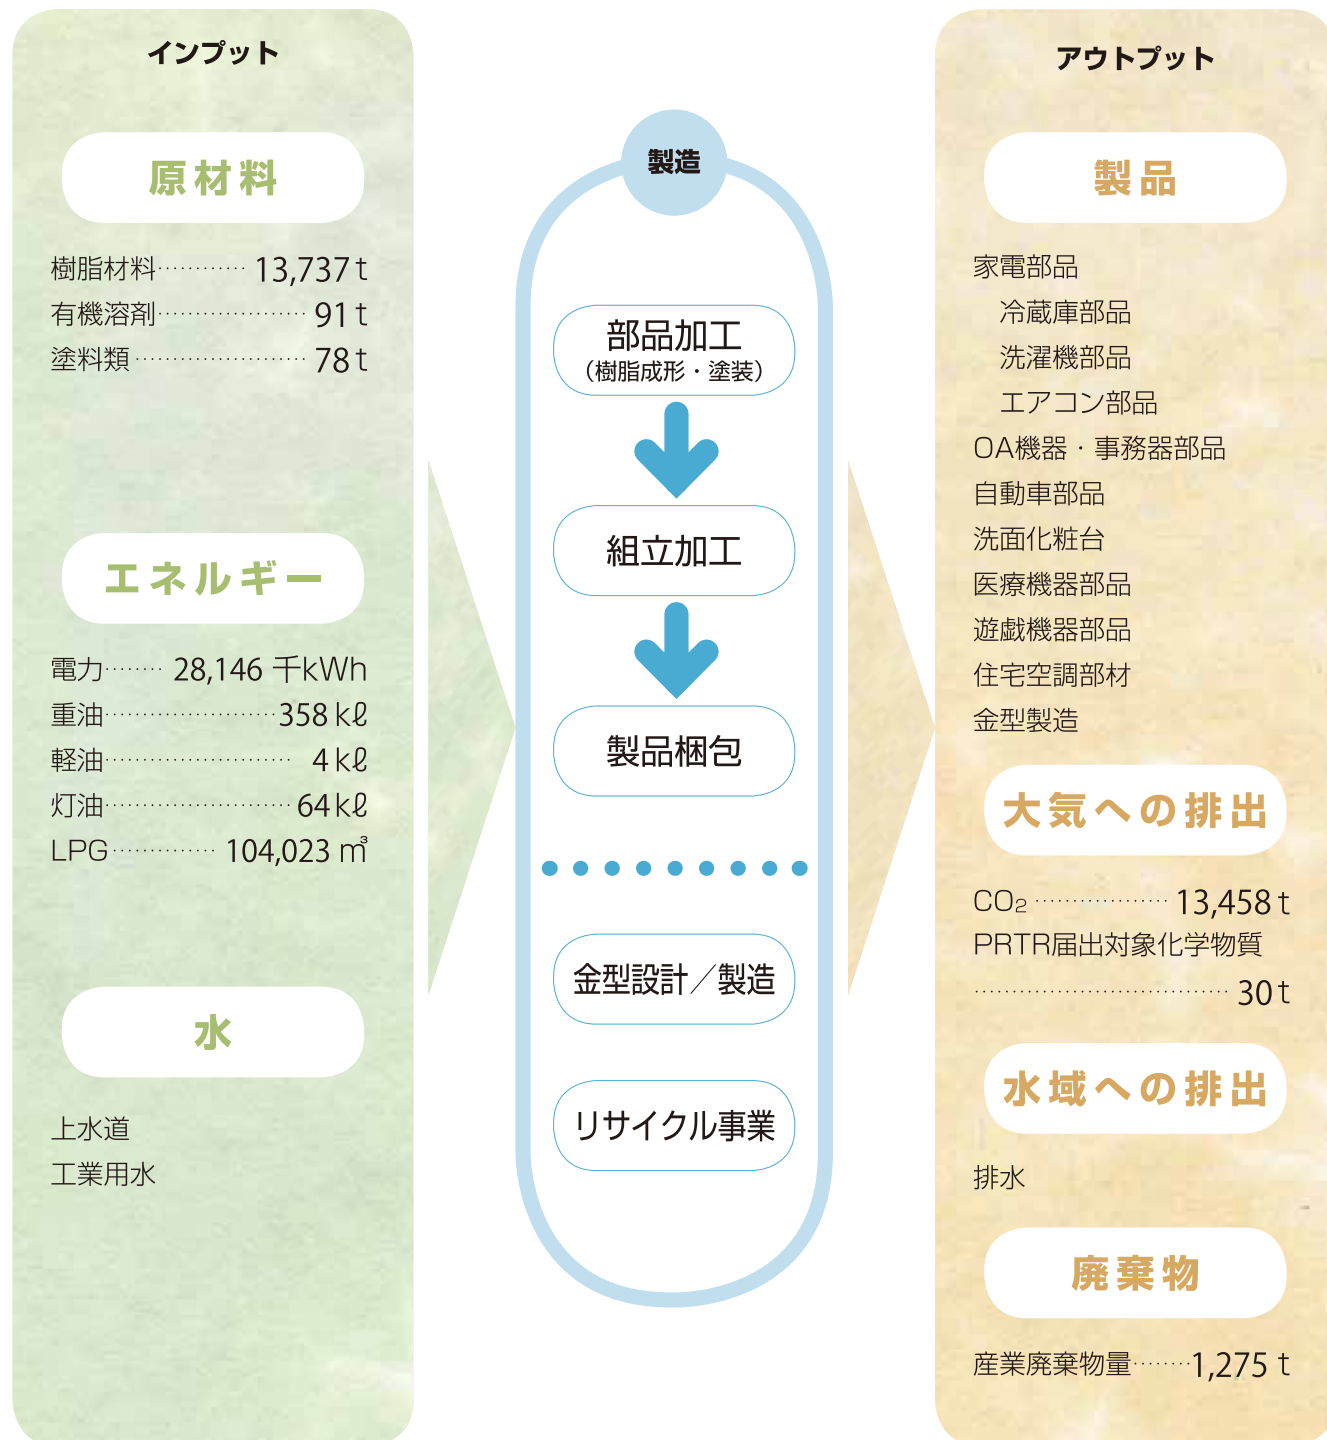 インプット
原材料
樹脂材料 13,737 t
有機溶剤 91 t
塗料類 78 t
エネルギー
電力 28,146 千kWh
重油 358 kℓ
軽油 4 kℓ
灯油 64 kℓ
LPG 104,023 ㎥
水
上水道
工業用水
製造
部品加工
（樹脂成形・塗装）
組立加工
製品梱包
金型設計／製造
リサイクル事業
アウトプット
製品
家電部品
冷蔵庫部品
洗濯機部品
エアコン部品
OA機器・事務器部品
自動車部品
洗面化粧台
医療機器部品
遊戯機器部品
住宅空調部材
金型製造
大気への排出
CO₂ 13,458 t
PRTR届出対象化学物質
30 t
水域への排出
排水
廃棄物
産業廃棄物量 1,275 t